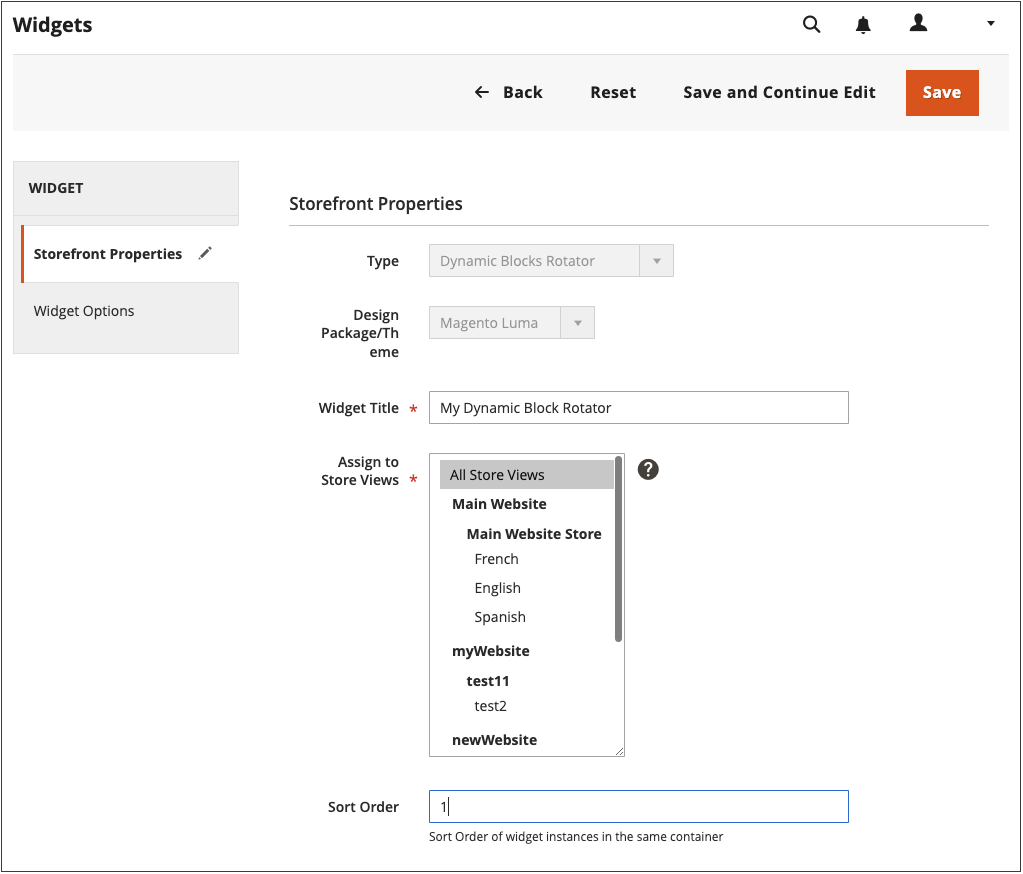 Widgets
← Back Reset Save and Continue Edit Save
WIDGET
Storefront Properties
Widget Options
Storefront Properties
Type Dynamic Blocks Rotator
Design
Package/Th
eme
Magento Luma
Widget Title * My Dynamic Block Rotator
Assign to
Store Views *
All Store Views
Main Website
Main Website Store
French
English
Spanish
myWebsite
test11
test2
newWebsite
?
Sort Order 1
Sort Order of widget instances in the same container